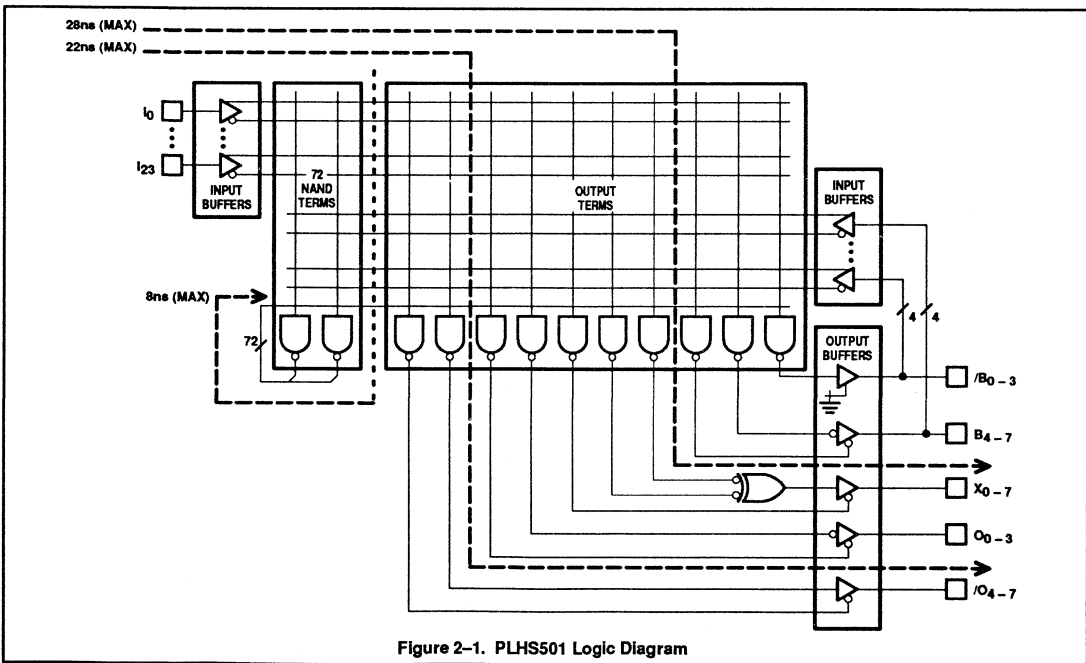 28ns (MAX)
22ns (MAX)
I0
I23
INPUT
BUFFERS
72
NAND
TERMS
OUTPUT
TERMS
INPUT
BUFFERS
8ns (MAX)
72
4
4
OUTPUT
BUFFERS
/B0 – 3
B4 – 7
X0 – 7
O0 – 3
/O4 – 7
Figure 2–1. PLHS501 Logic Diagram